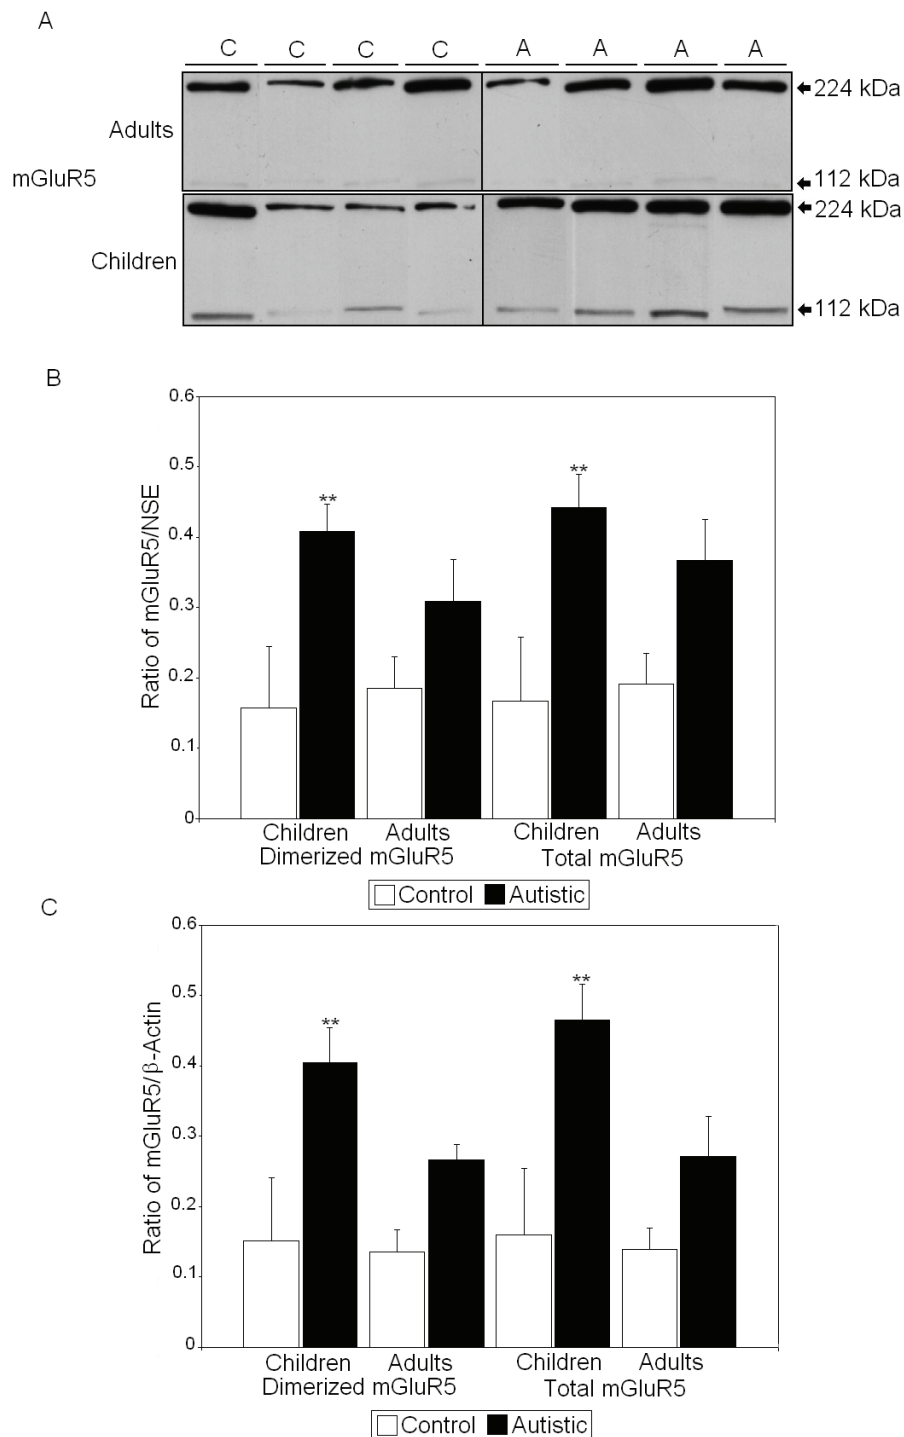 A
C C C C A A A A
224 kDa
Adults
mGluR5
112 kDa
224 kDa
Children
112 kDa
B
0.6
0.5
0.4
0.3
0.2
0.1
0
Ratio of mGluR5/NSE
**
**
Children Adults Children Adults
Dimerized mGluR5 Total mGluR5
Control Autistic
C
0.6
0.5
0.4
0.3
0.2
0.1
0
Ratio of mGluR5/β-Actin
**
**
Children Adults Children Adults
Dimerized mGluR5 Total mGluR5
Control Autistic